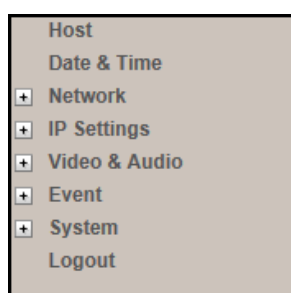 Host
Date & Time
Network
IP Settings
Video & Audio
Event
System
Logout